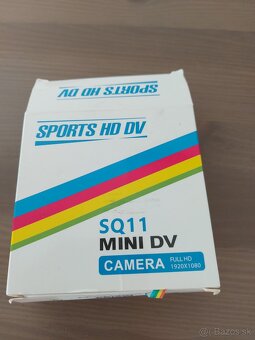 SPORTS HD DV
SPORTS HD DV
SQ11
MINI DV
CAMERA
FULL HD
1920X1080
bazos.sk